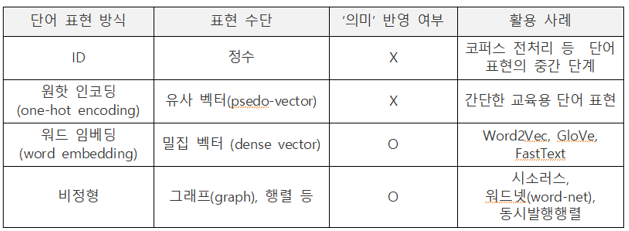 단어 표현 방식 표현 수단 '의미' 반영 여부 활용 사례
ID 정수 X 코퍼스 전처리 등 단어
표현의 중간 단계
원핫 인코딩
(one-hot encoding) 유사 벡터(psedo-vector) X 간단한 교육용 단어 표현
워드 임베딩
(word embedding) 밀집 벡터 (dense vector) O Word2Vec, GloVe,
FastText
비정형 그래프(graph), 행렬 등 O 시소러스,
워드넷(word-net),
동시발행행렬